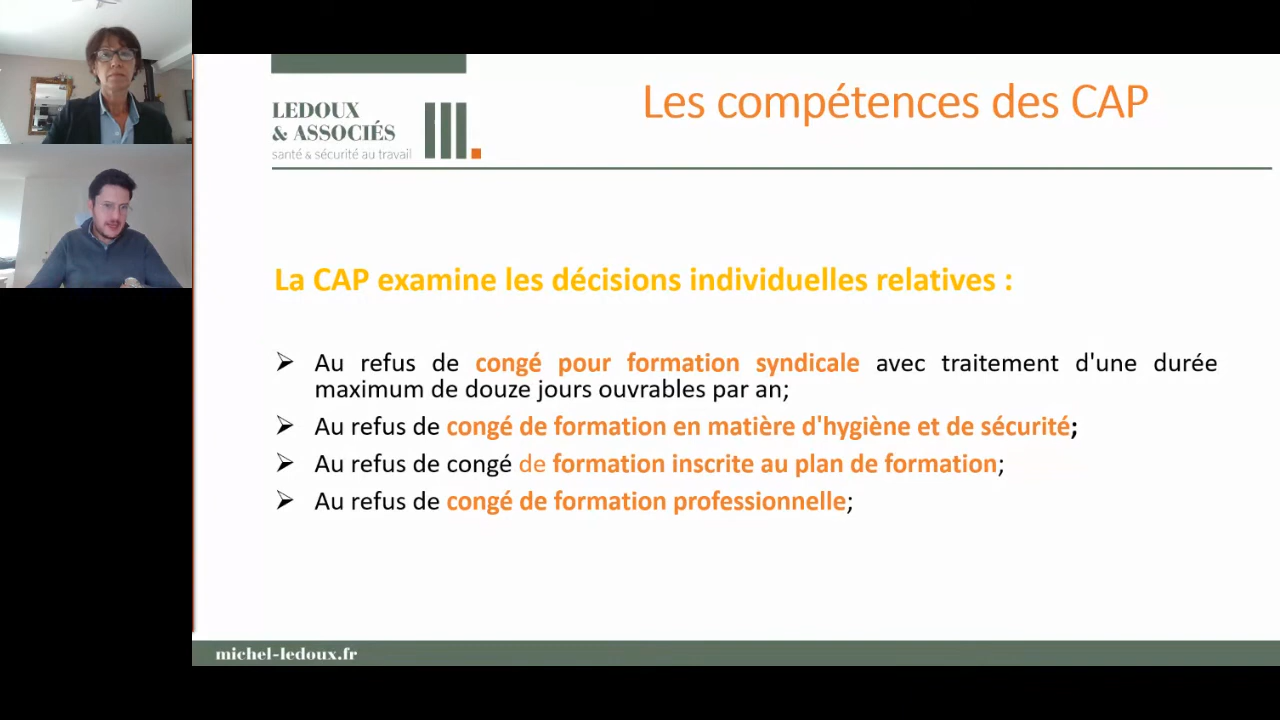 LEDOUX
& ASSOCIÉS
santé & sécurité au travail
Les compétences des CAP
La CAP examine les décisions individuelles relatives :
➢ Au refus de congé pour formation syndicale avec traitement d'une durée
maximum de douze jours ouvrables par an;
➢ Au refus de congé de formation en matière d'hygiène et de sécurité;
➢ Au refus de congé de formation inscrite au plan de formation;
➢ Au refus de congé de formation professionnelle;
michel-ledoux.fr